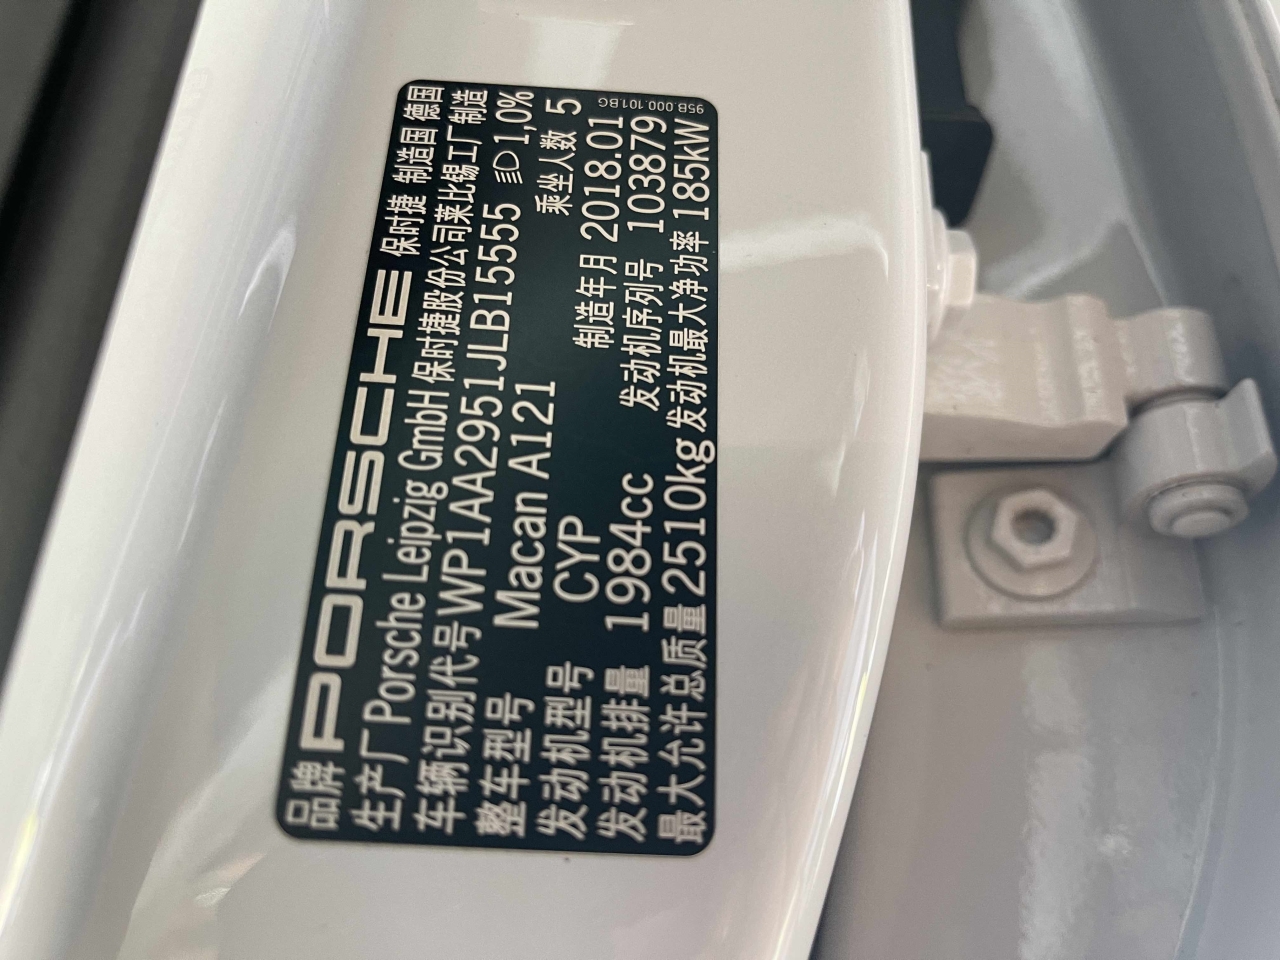 品牌 PORSCHE 保时捷 制造国 德国
生产厂 Porsche Leipzig GmbH 保时捷股份公司莱比锡工厂制造
车辆识别代号 WP1AA2951JLB15555 1,0%
整车型号 Macan A121 乘坐人数 5
发动机型号 CYP 制造年月 2018.01
发动机排量 1984cc 发动机序列号 103879
最大允许总质量 2510kg 发动机最大净功率 185kW
95B.000.101.BG